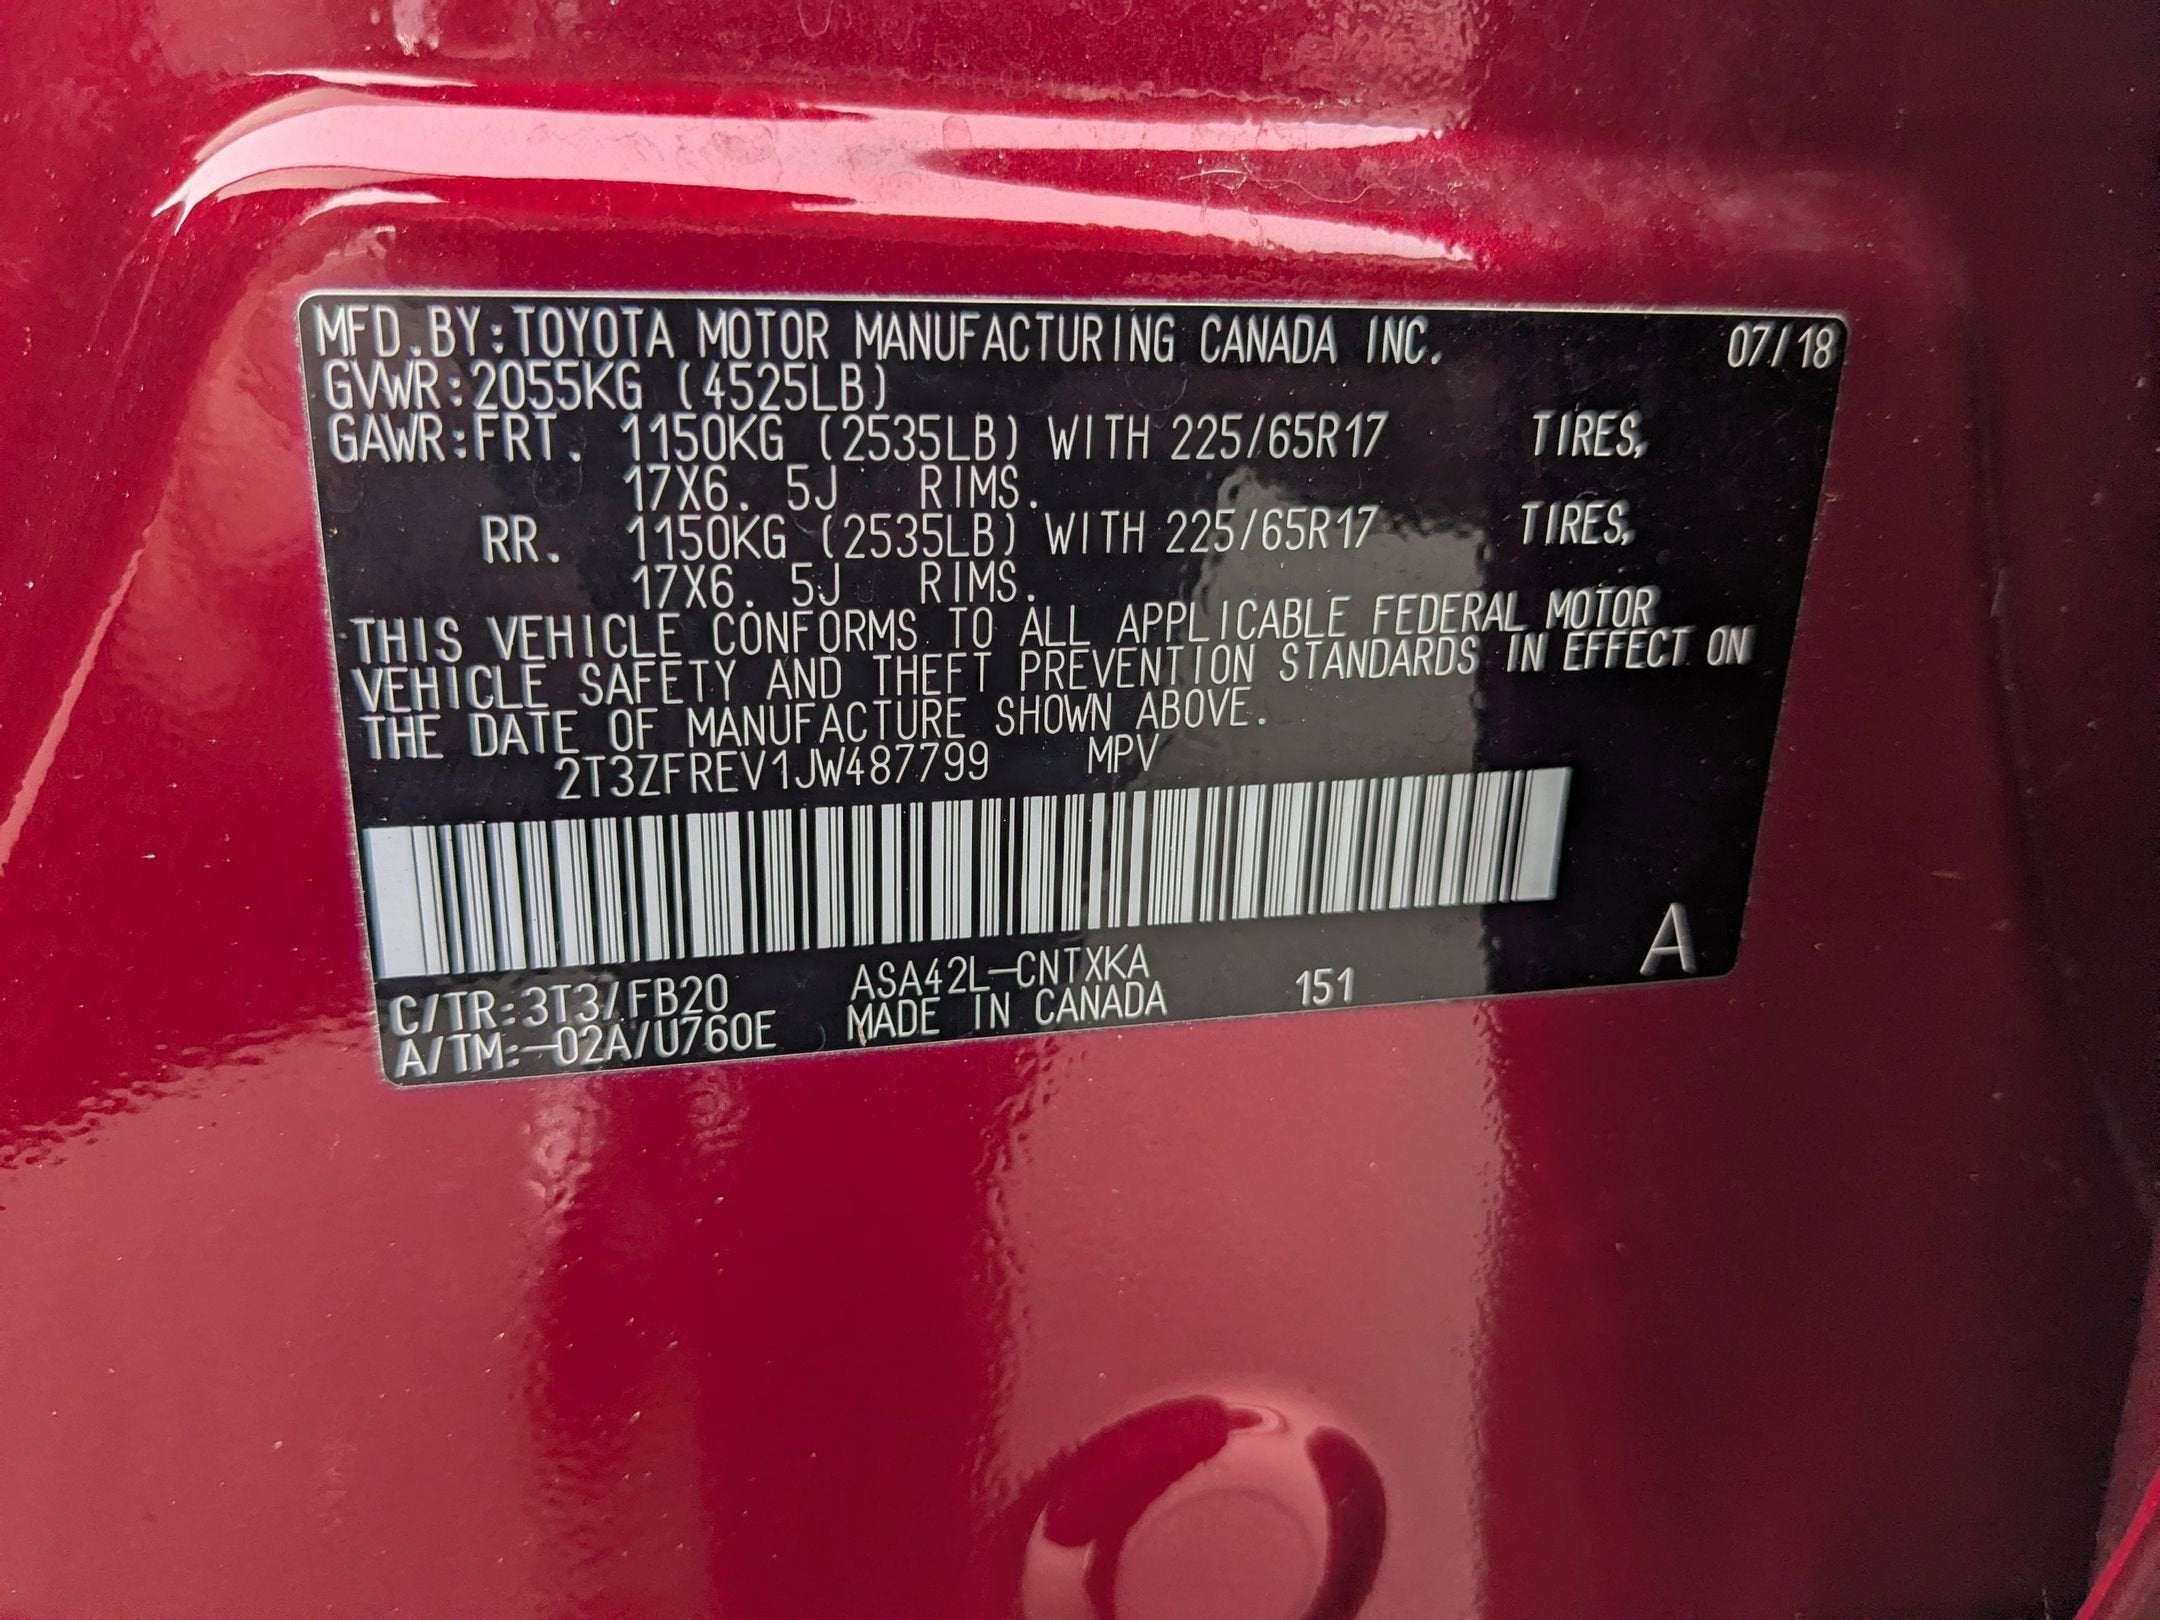 MFD.BY:TOYOTA MOTOR MANUFACTURING CANADA INC. 07/18
GVWR:2055KG (4525LB)
GAWR:FRT. 1150KG (2535LB) WITH 225/65R17 TIRES,
17X6. 5J RIMS.
RR. 1150KG (2535LB) WITH 225/65R17 TIRES,
17X6. 5J RIMS.
THIS VEHICLE CONFORMS TO ALL APPLICABLE FEDERAL MOTOR
VEHICLE SAFETY AND THEFT PREVENTION STANDARDS IN EFFECT ON
THE DATE OF MANUFACTURE SHOWN ABOVE.
2T3ZFREV1JW487799 MPV
C/TR:3T3/FB20 ASA42L-CNTXKA 151 A
A/TM:-02A/U760E MADE IN CANADA